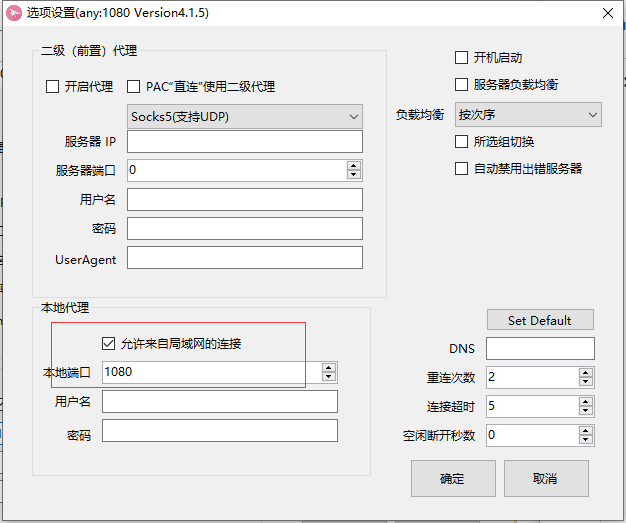 选项设置(any:1080 Version4.1.5)
二级（前置）代理
开启代理
PAC“直连”使用二级代理
Socks5(支持UDP)
服务器 IP
服务器端口
0
用户名
密码
UserAgent
开机启动
服务器负载均衡
负载均衡
按次序
所选组切换
自动禁用出错服务器
本地代理
允许来自局域网的连接
本地端口
1080
用户名
密码
Set Default
DNS
重连次数
2
连接超时
5
空闲断开秒数
0
确定
取消